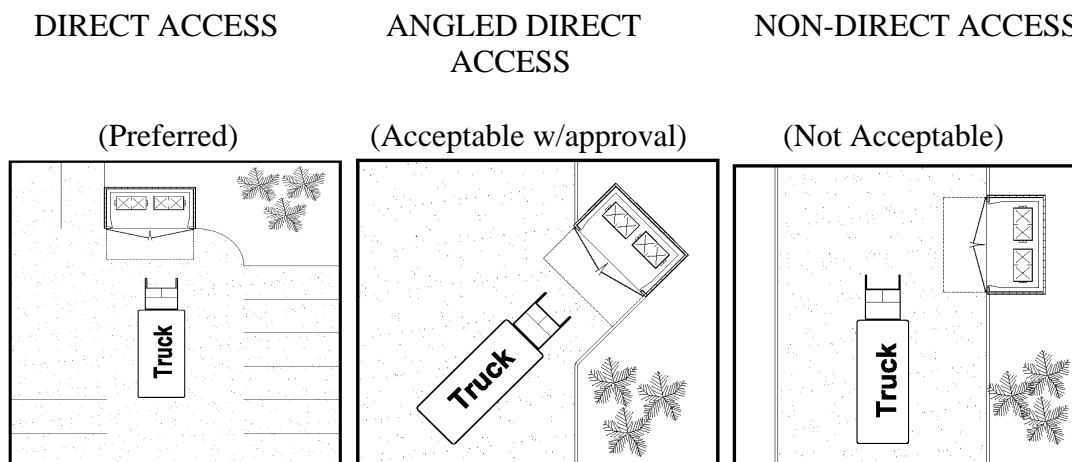 DIRECT ACCESS
(Preferred)
Truck
ANGLED DIRECT
ACCESS
(Acceptable w/approval)
Truck
NON-DIRECT ACCESS
(Not Acceptable)
Truck